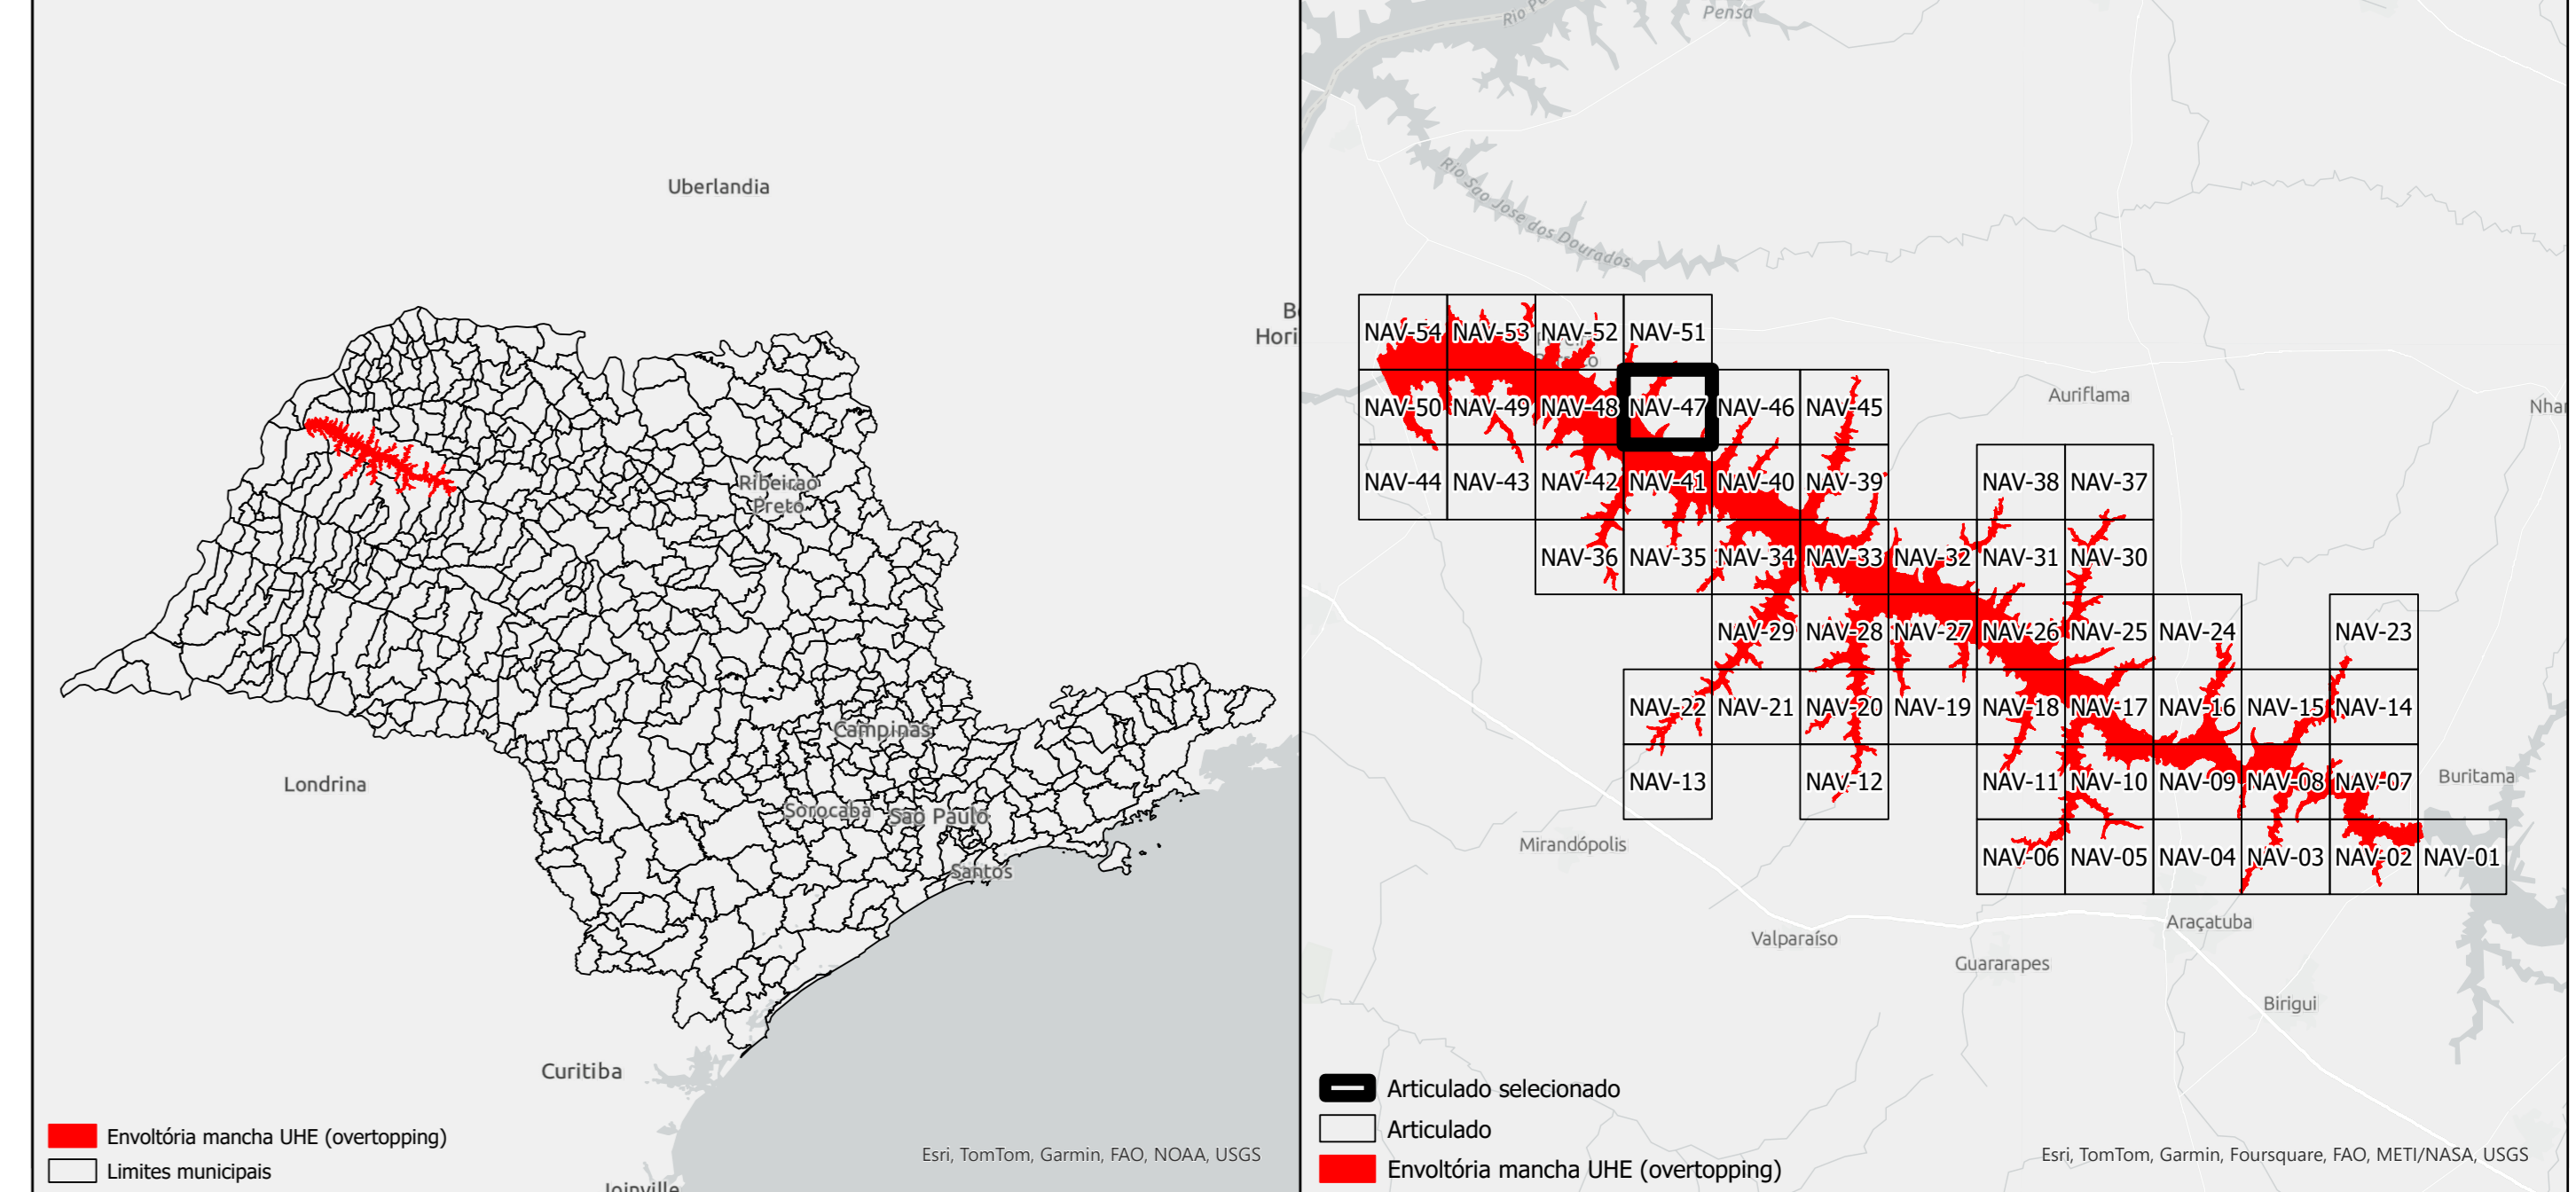 Uberlandia
Ribeirao
Preto
Campinas
Sorocaba
Sao Paulo
Santos
Londrina
Curitiba
Joinville
Envoltória mancha UHE (overtopping)
Limites municipais
Esri, TomTom, Garmin, FAO, NOAA, USGS
Hori
Pensa
Rio Sao Jose dos Dourados
NAV-54 NAV-53 NAV-52 NAV-51
NAV-50 NAV-49 NAV-48 NAV-47 NAV-46 NAV-45
Auriflama
NAV-44 NAV-43 NAV-42 NAV-41 NAV-40 NAV-39 NAV-38 NAV-37
NAV-36 NAV-35 NAV-34 NAV-33 NAV-32 NAV-31 NAV-30
NAV-29 NAV-28 NAV-27 NAV-26 NAV-25 NAV-24 NAV-23
NAV-22 NAV-21 NAV-20 NAV-19 NAV-18 NAV-17 NAV-16 NAV-15 NAV-14
NAV-13 NAV-12 NAV-11 NAV-10 NAV-09 NAV-08 NAV-07
Buritama
Mirandópolis
NAV-06 NAV-05 NAV-04 NAV-03 NAV-02 NAV-01
Araçatuba
Valparaíso
Guararapes
Birigui
Articulado selecionado
Articulado
Envoltória mancha UHE (overtopping)
Esri, TomTom, Garmin, Foursquare, FAO, METI/NASA, USGS